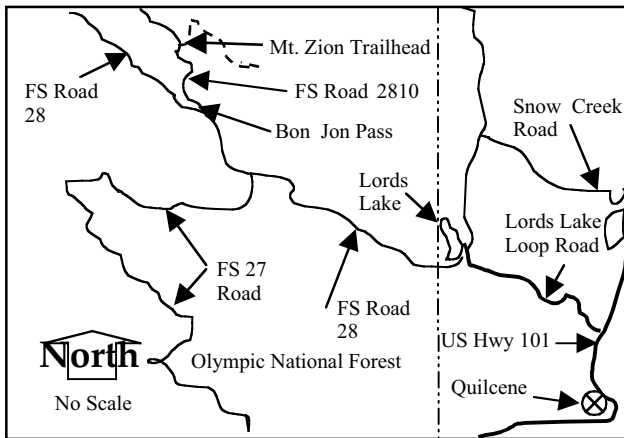 Mt. Zion Trailhead
FS Road
28
FS Road 2810
Bon Jon Pass
Snow Creek
Road
Lords
Lake
Lords Lake
Loop Road
FS 27
Road
FS Road
28
US Hwy 101
North
Olympic National Forest
No Scale
Quilcene